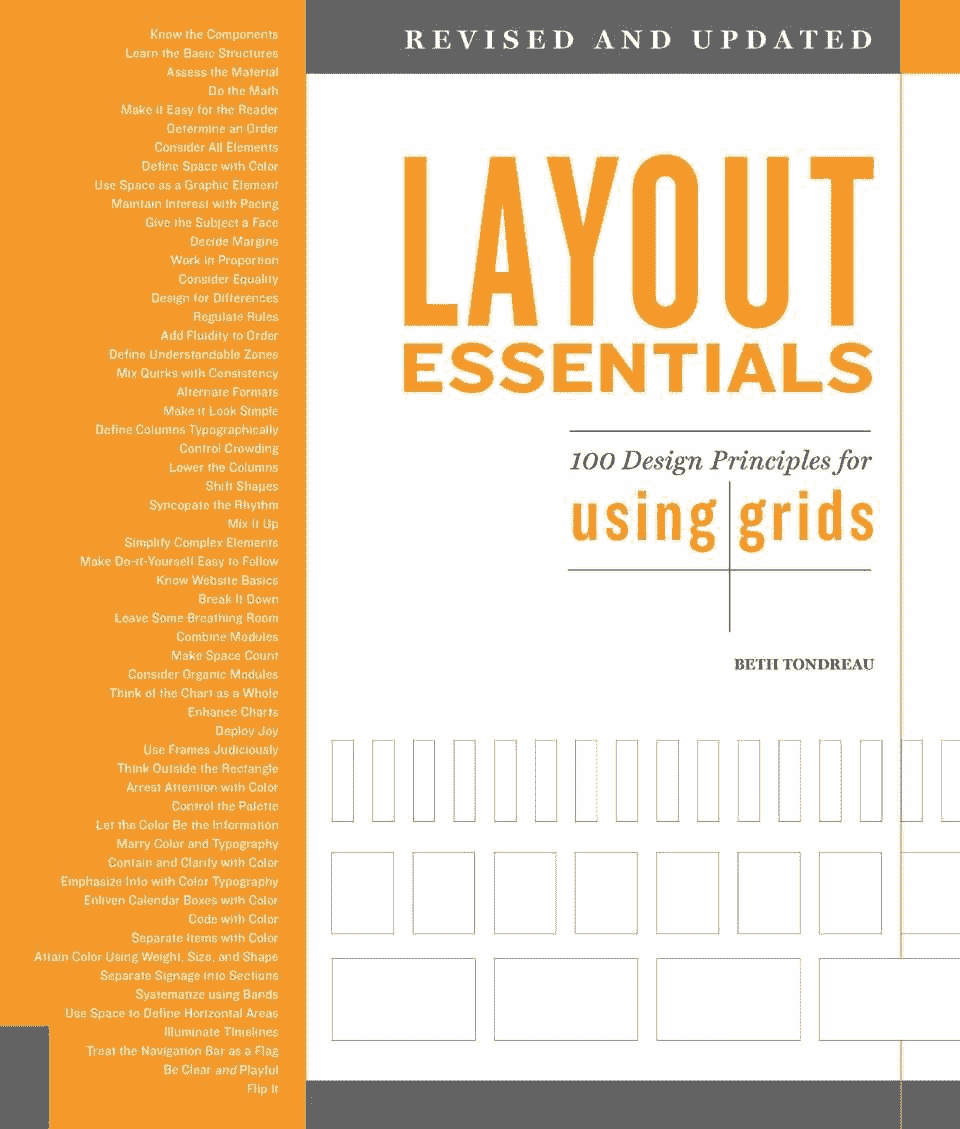 Know the Components
Learn the Basic Structures
Assess the Material
Do the Math
Make it Easy for the Reader
Determine an Order
Consider All Elements
Define Space with Color
Use Space as a Graphic Element
Maintain Interest with Pacing
Give the Subject a Face
Decide Margins
Work in Proportion
Consider Equality
Design for Differences
Regulate Rules
Add Fluidity to Order
Define Understandable Zones
Mix Quirks with Consistency
Alternate Formats
Make it Look Simple
Define Columns Typographically
Control Crowding
Lower the Columns
Shift Shapes
Syncopate the Rhythm
Mix It Up
Simplify Complex Elements
Make Do-it-Yourself Easy to Follow
Know Website Basics
Break It Down
Leave Some Breathing Room
Combine Modules
Make Space Count
Consider Organic Modules
Think of the Chart as a Whole
Enhance Charts
Deploy Joy
Use Frames Judiciously
Think Outside the Rectangle
Arrest Attention with Color
Control the Palette
Let the Color Be the Information
Marry Color and Typography
Contain and Clarify with Color
Emphasize Info with Color Typography
Enliven Calendar Boxes with Color
Code with Color
Separate Items with Color
Attain Color Using Weight, Size, and Shape
Separate Signage into Sections
Systematize using Bands
Use Space to Define Horizontal Areas
Illuminate Timelines
Treat the Navigation Bar as a Flag
Be Clear and Playful
Flip It
REVISED AND UPDATED
LAYOUT
ESSENTIALS
100 Design Principles for
using grids
BETH TONDREAU